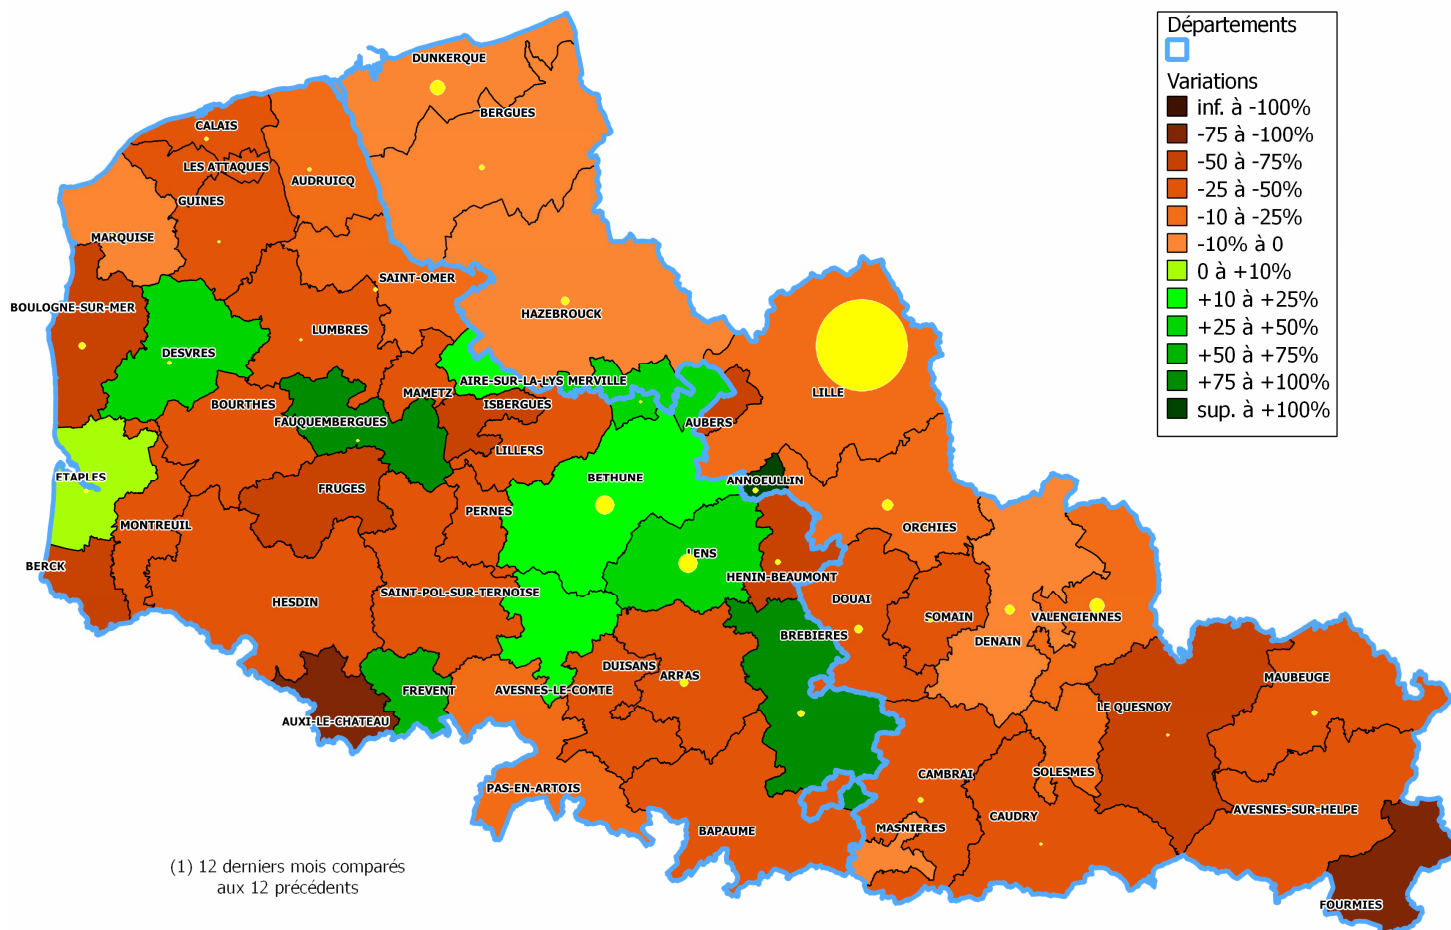 Départements
Variations
inf. à -100%
-75 à -100%
-50 à -75%
-25 à -50%
-10 à -25%
-10% à 0
0 à +10%
+10 à +25%
+25 à +50%
+50 à +75%
+75 à +100%
sup. à +100%
DUNKERQUE
BERGUES
CALAIS
LES ATTAQUES
AUDRUICQ
GUINES
MARQUISE
SAINT-OMER
BOULOGNE-SUR-MER
HAZEBROUCK
LUMBRES
DESVRES
AIRE-SUR-LA-LYS
MERVILLE
MAMETZ
LILLE
BOURTHES
ISBERGUES
FAUQUEMBERGUES
AUBERS
LILLERS
ETAPLES
BETHUNE
ANNOEULLIN
FRUGES
PERNES
MONTREUIL
ORCHIES
LENS
BERCK
HENIN-BEAUMONT
SAINT-POL-SUR-TERNOISE
HESDIN
DOUAI
SOMAIN
VALENCIENNES
BREBIERES
DENAIN
DUISANS
ARRAS
MAUBEUGE
FREVENT
AVESNES-LE-COMTE
LE QUESNOY
AUXI-LE-CHATEAU
SOLESMES
CAMBRAI
PAS-EN-ARTOIS
AVESNES-SUR-HELPE
CAUDRY
MASNIERES
BAPAUME
FOURMIES
(1) 12 derniers mois comparés
aux 12 précédents